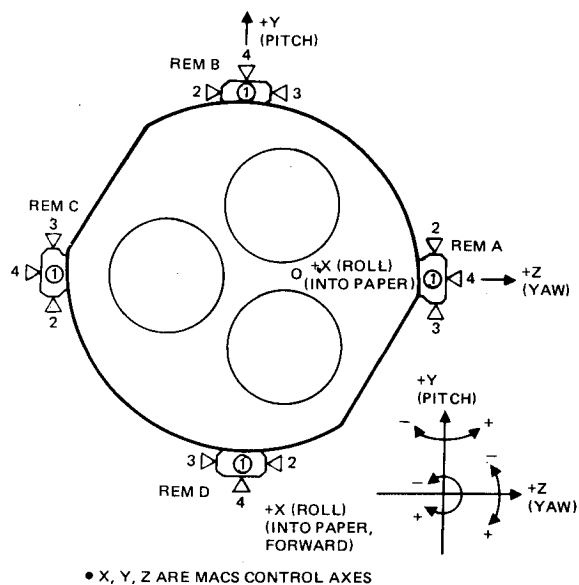 +Y
(PITCH)
4
REM B
2 1 3
REM C
3
4 1
2
2
REM A
1 4
3
O, +X (ROLL)
(INTO PAPER)
+Z
(YAW)
3 1 2
4
REM D
+X (ROLL)
(INTO PAPER,
FORWARD)
+Y
(PITCH)
- +
-
-
+
+
+Z
(YAW)
• X, Y, Z ARE MACS CONTROL AXES